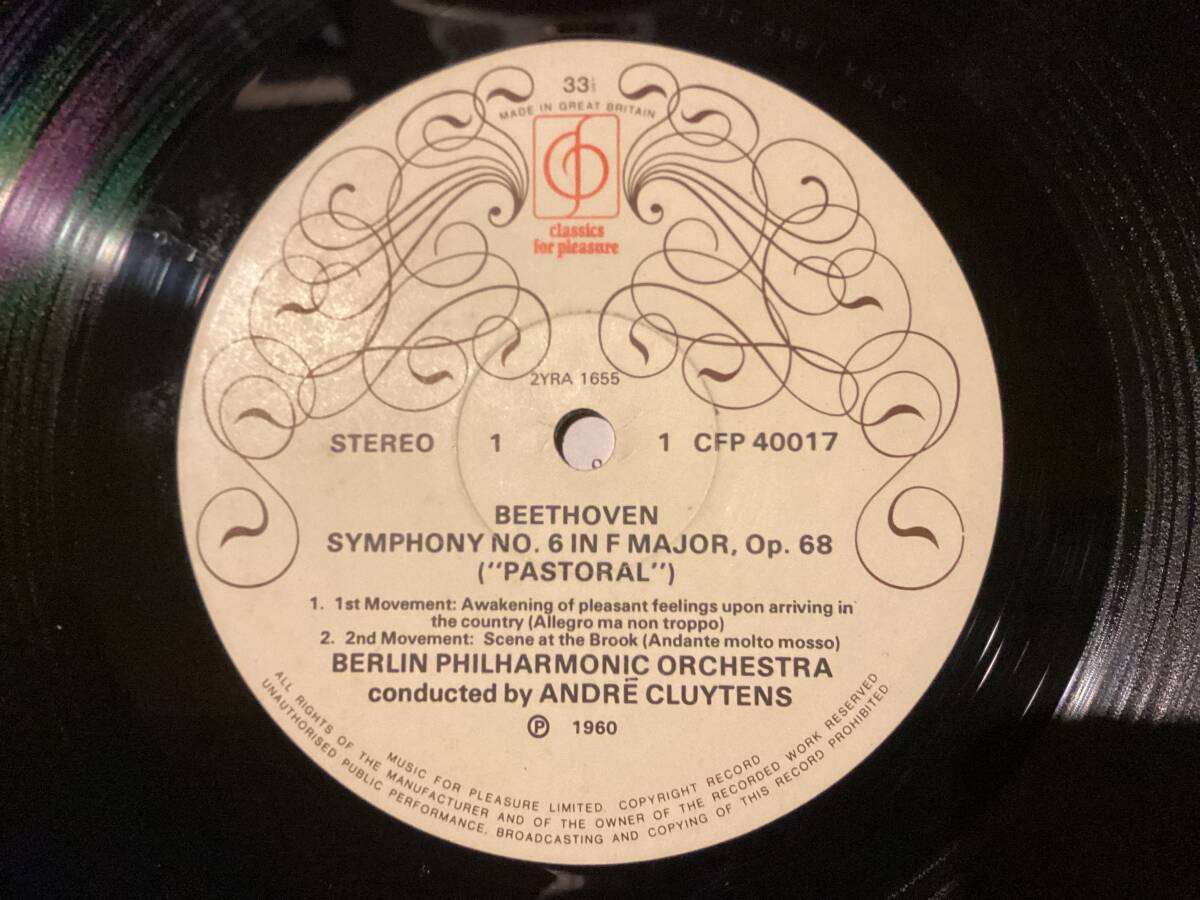 33⅓
MADE IN GREAT BRITAIN
classics
for pleasure
2YRA 1655
STEREO 1 1 CFP 40017
BEETHOVEN
SYMPHONY NO. 6 IN F MAJOR, Op. 68
("PASTORAL")
1. 1st Movement: Awakening of pleasant feelings upon arriving in
the country (Allegro ma non troppo)
2. 2nd Movement: Scene at the Brook (Andante molto mosso)
BERLIN PHILHARMONIC ORCHESTRA
conducted by ANDRÉ CLUYTENS
Ⓟ 1960
MUSIC FOR PLEASURE LIMITED. COPYRIGHT RECORD
ALL RIGHTS OF THE MANUFACTURER AND OF THE OWNER OF THE RECORDED WORK RESERVED
UNAUTHORISED PUBLIC PERFORMANCE, BROADCASTING AND COPYING OF THIS RECORD PROHIBITED